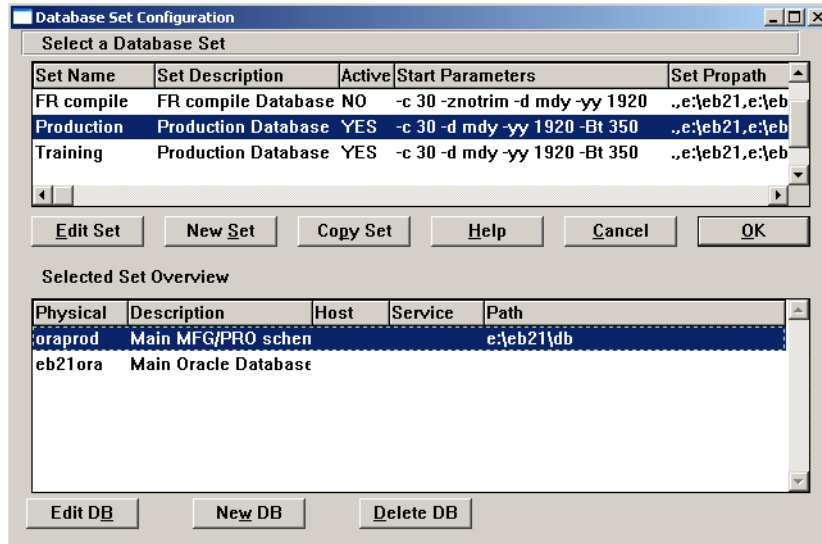 Database Set Configuration
Select a Database Set
Set Name Set Description Active Start Parameters Set Propath
FR compile FR compile Database NO -c 30 -znotrim -d mdy -yy 1920 .,e:\eb21,e:\eb
Production Production Database YES -c 30 -d mdy -yy 1920 -Bt 350 .,e:\eb21,e:\eb
Training Production Database YES -c 30 -d mdy -yy 1920 -Bt 350 .,e:\eb21,e:\eb
Edit Set New Set Copy Set Help Cancel OK
Selected Set Overview
Physical Description Host Service Path
oraprod Main MFG/PRO schen e:\eb21\db
eb21ora Main Oracle Database
Edit DB New DB Delete DB